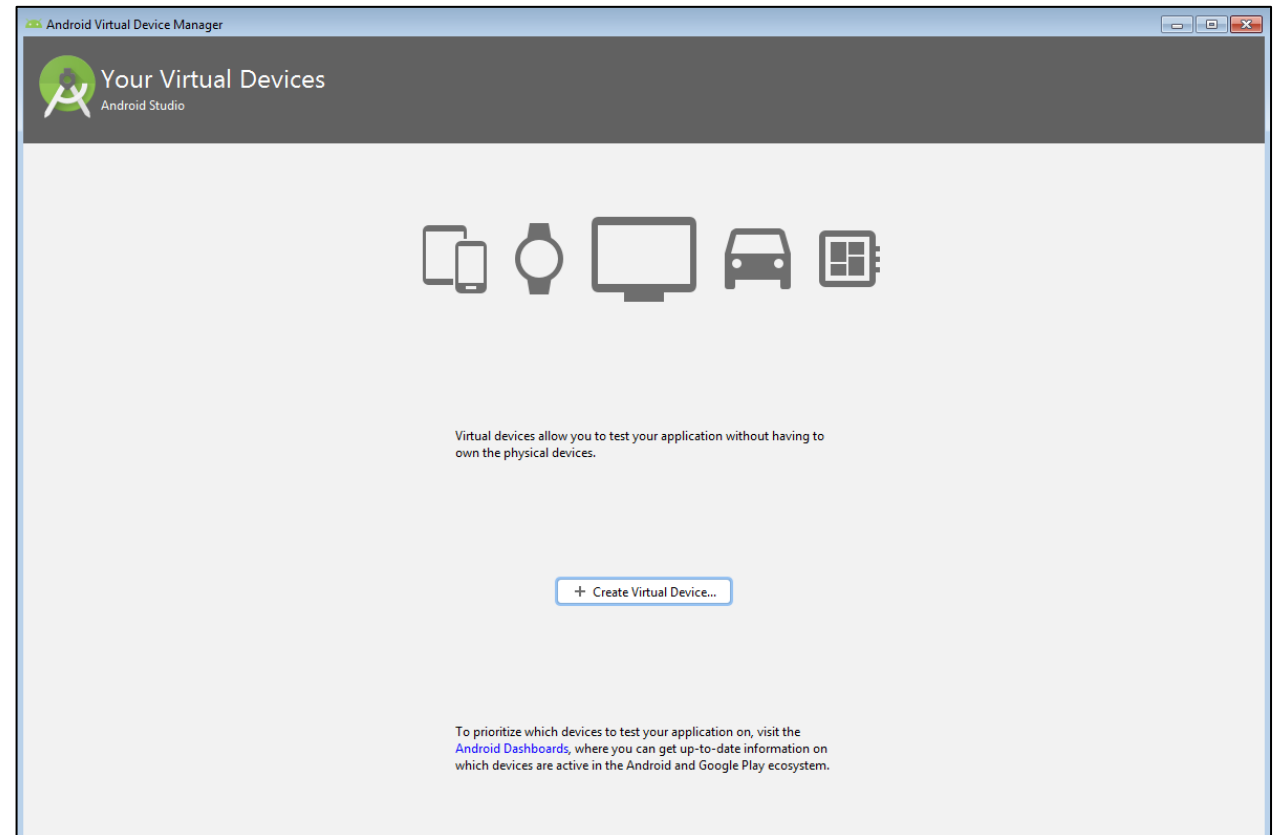 Android Virtual Device Manager
Your Virtual Devices
Android Studio
Virtual devices allow you to test your application without having to
own the physical devices.
+ Create Virtual Device...
To prioritize which devices to test your application on, visit the
Android Dashboards, where you can get up-to-date information on
which devices are active in the Android and Google Play ecosystem.